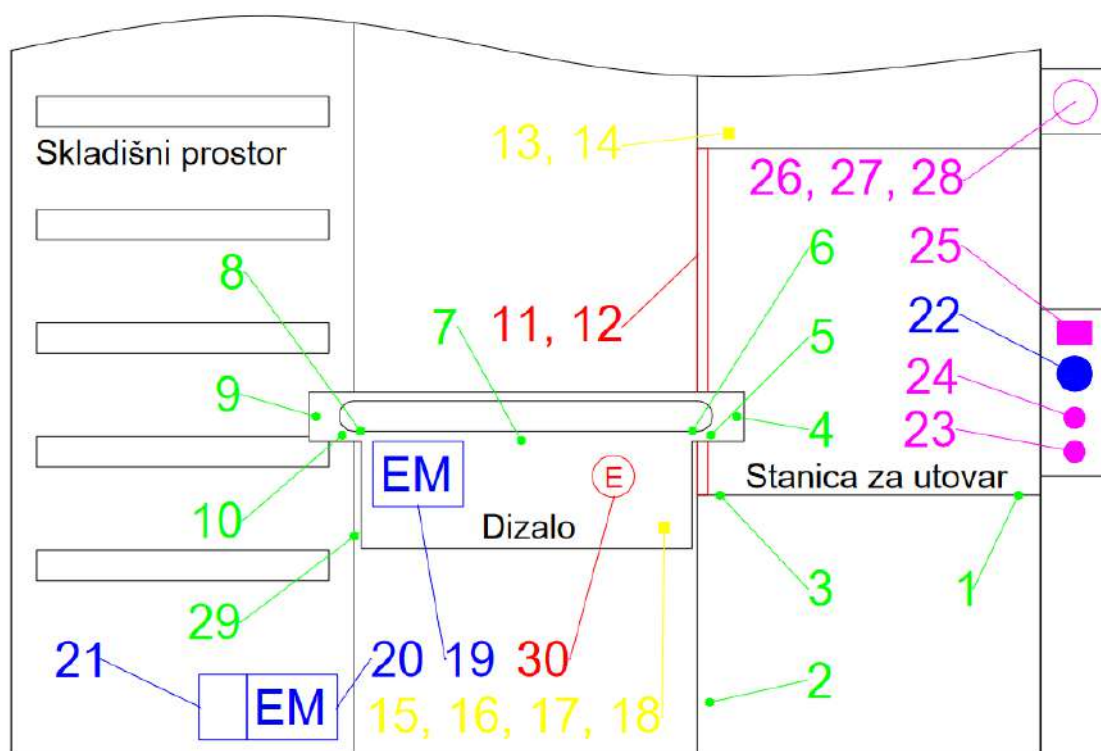 13, 14
Skladišni prostor
26, 27, 28
8
6
25
11, 12
7
5
22
9
4
24
23
EM
E
Stanica za utovar
10
Dizalo
29
3
1
21
20
19
30
EM
15, 16, 17, 18
2